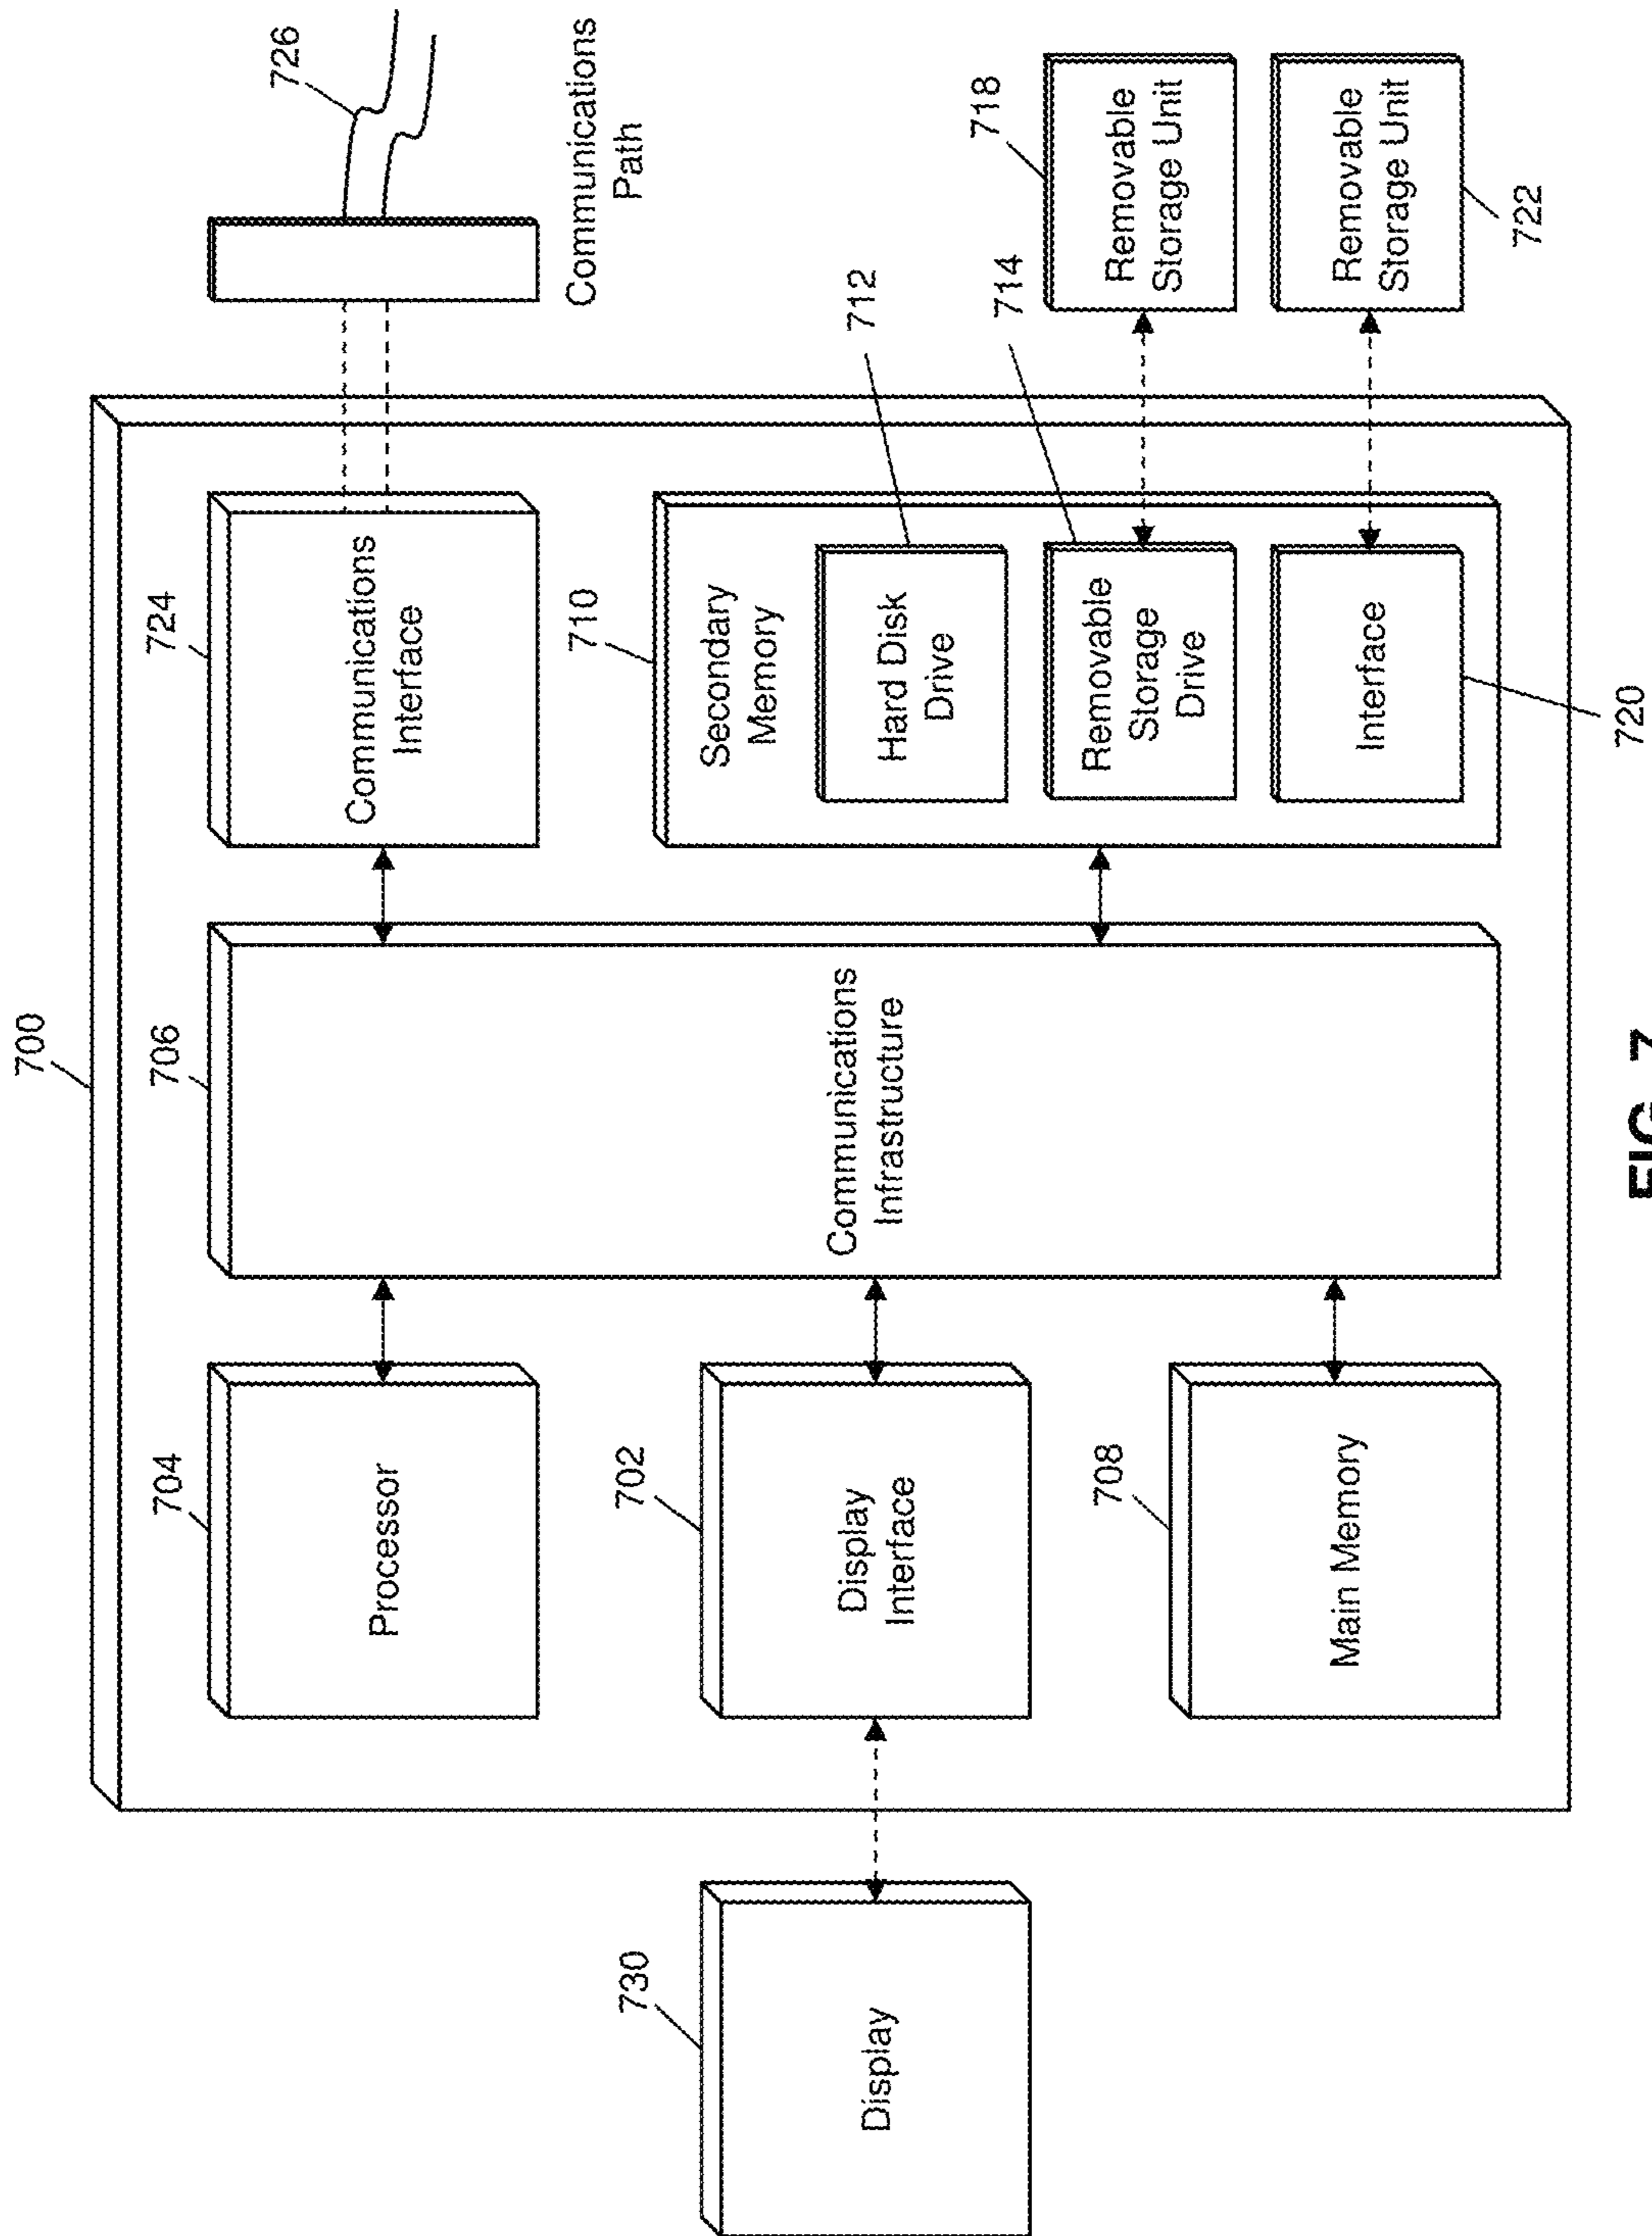 700
704
Processor
706
Communications
Infrastructure
724
Communications
Interface
726
Communications
Path
730
Display
702
Display
Interface
710
Secondary
Memory
712
Hard Disk
Drive
714
Removable
Storage
Drive
718
Removable
Storage Unit
708
Main Memory
Interface
720
Removable
Storage Unit
722
FIG. 7